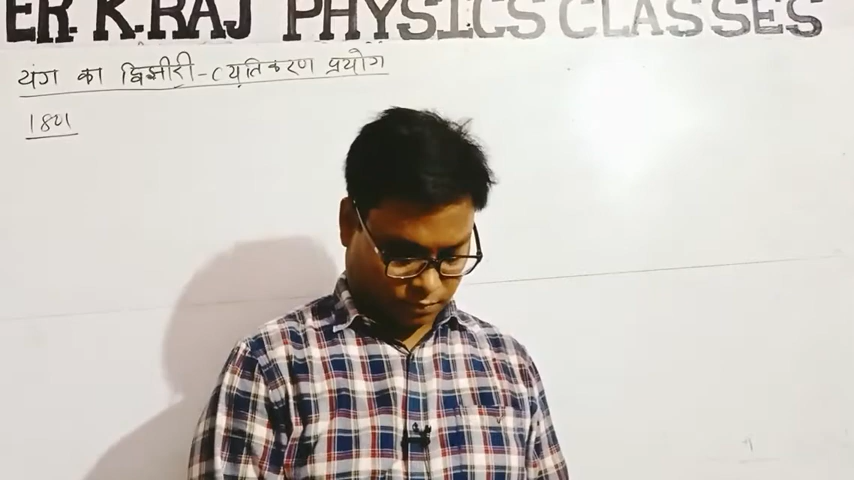 ER K.RAJ PHYSICS CLASSES
यंग का द्विझीरी-व्यतिकरण प्रयोग
1801